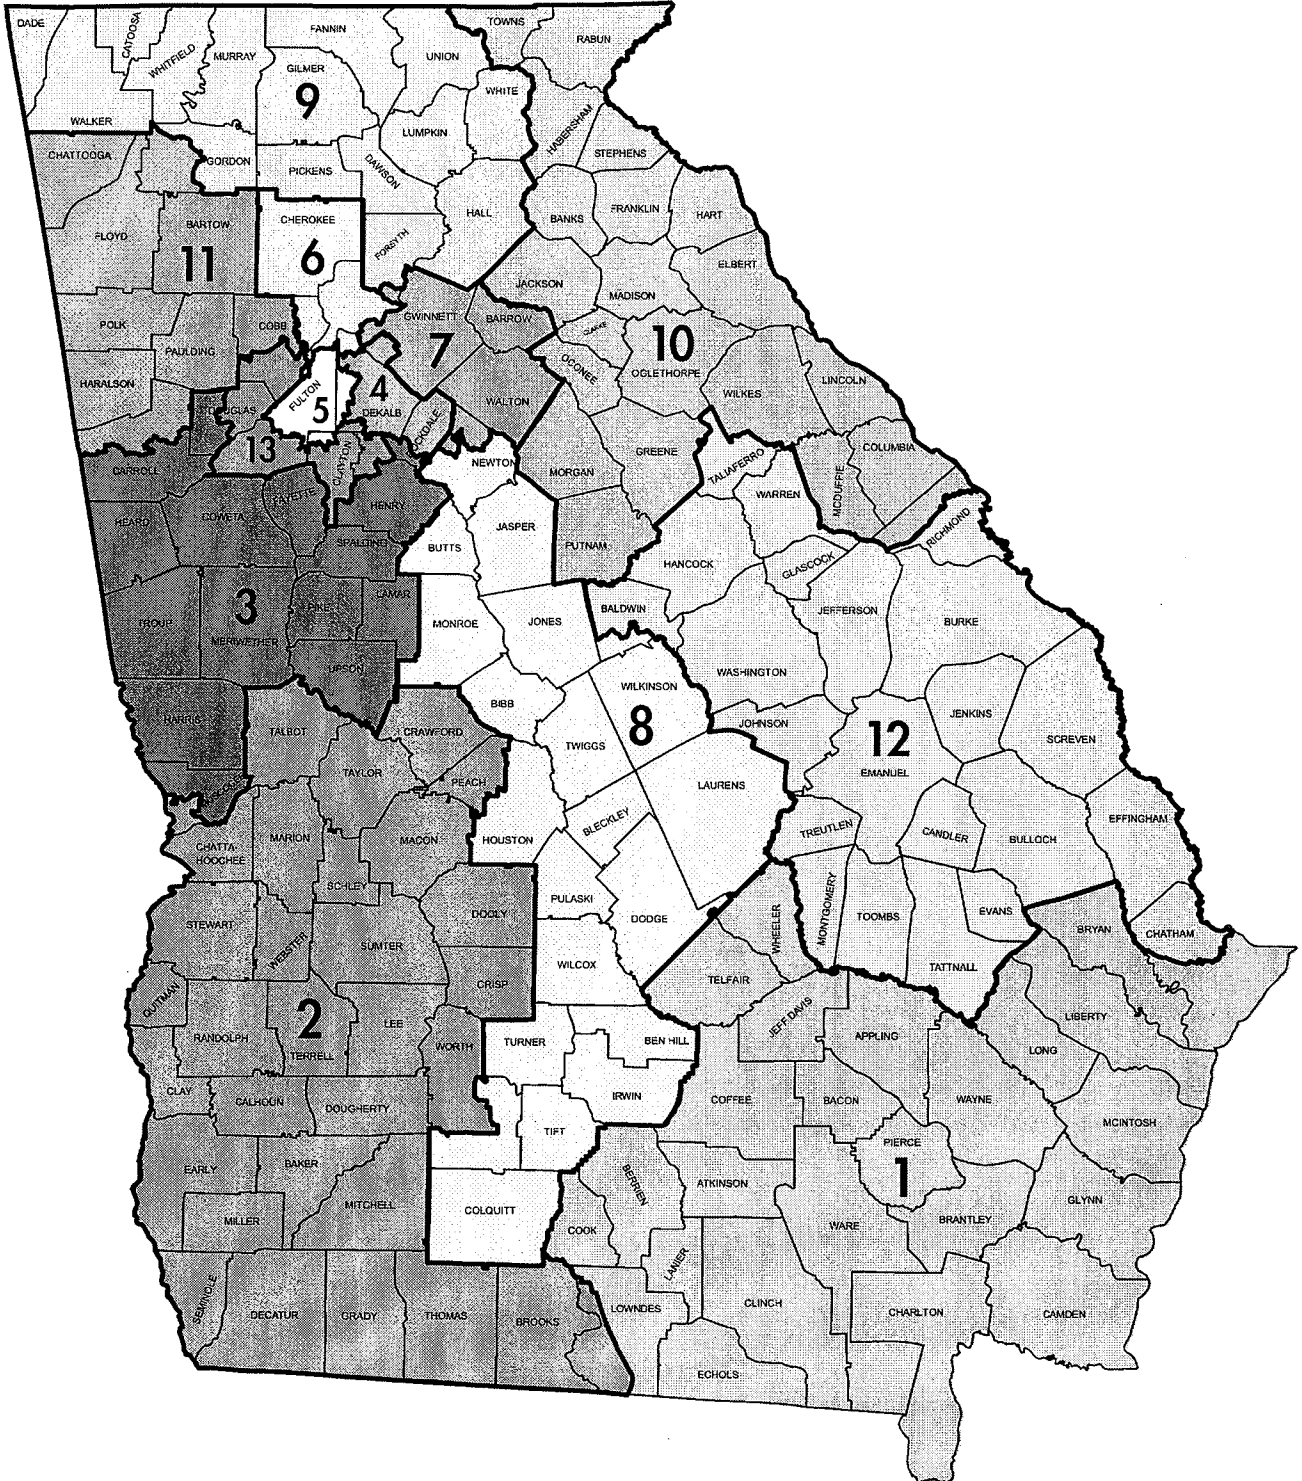 DADE
CATOOSA
WHITFIELD
MURRAY
FANNIN
GILMER
9
UNION
TOWNS
RABUN
WHITE
WALKER
LUMPKIN
HABERSHAM
STEPHENS
CHATTOOGA
GORDON
PICKENS
DAWSON
HALL
BANKS
FRANKLIN
HART
FLOYD
BARTOW
11
CHEROKEE
6
FORSYTH
JACKSON
MADISON
ELBERT
POLK
PAULDING
COBB
GWINNETT
7
BARROW
CLARKE
OCONEE
10
OGLETHORPE
WILKES
LINCOLN
HARALSON
FULTON
5
4
DEKALB
WALTON
13
NEWTON
MORGAN
GREENE
TALIAFERRO
MCDUFFIE
COLUMBIA
CARROLL
CLAYTON
HENRY
WARREN
RICHMOND
HEARD
COWETA
SPALDING
BUTTS
JASPER
PUTNAM
HANCOCK
GLASCOCK
TROUP
3
MERIWETHER
PIKE
LAMAR
MONROE
JONES
BALDWIN
JEFFERSON
BURKE
UPSON
WASHINGTON
HARRIS
TALBOT
CRAWFORD
BIBB
TWIGGS
WILKINSON
8
JOHNSON
JENKINS
SCREVEN
12
EMANUEL
TAYLOR
PEACH
LAURENS
CHATTA-
HOOCHEE
MARION
MACON
HOUSTON
BLECKLEY
TREUTLEN
CANDLER
BULLOCH
EFFINGHAM
SCHLEY
STEWART
WEBSTER
SUMTER
DOOLY
PULASKI
DODGE
WHEELER
MONTGOMERY
TOOMBS
EVANS
TATTNALL
BRYAN
CHATHAM
QUITMAN
RANDOLPH
2
TERRELL
LEE
CRISP
WILCOX
TELFAIR
JEFF DAVIS
APPLING
LIBERTY
LONG
WORTH
TURNER
BEN HILL
IRWIN
COFFEE
BACON
WAYNE
MCINTOSH
CLAY
CALHOUN
DOUGHERTY
TIFT
EARLY
BAKER
MITCHELL
MILLER
COLQUITT
BERRIEN
COOK
ATKINSON
PIERCE
1
WARE
BRANTLEY
GLYNN
SEMINOLE
DECATUR
GRADY
THOMAS
BROOKS
LOWNDES
LANIER
CLINCH
ECHOLS
CHARLTON
CAMDEN